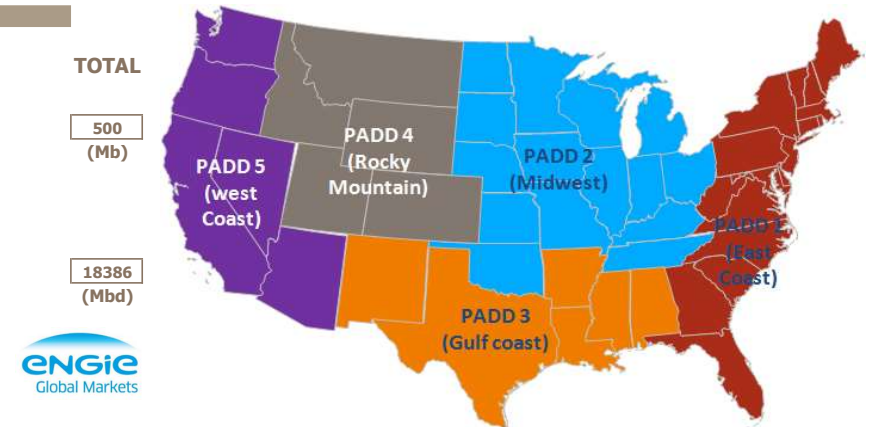 TOTAL
500
(Mb)
18386
(Mbd)
ENGIE
Global Markets
PADD 5
(west
Coast)
PADD 4
(Rocky
Mountain)
PADD 2
(Midwest)
PADD 1
(East
Coast)
PADD 3
(Gulf coast)